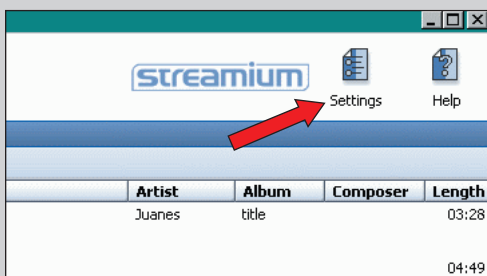 streamium
Settings Help
Artist Album Composer Length
Juanes title 03:28
04:49